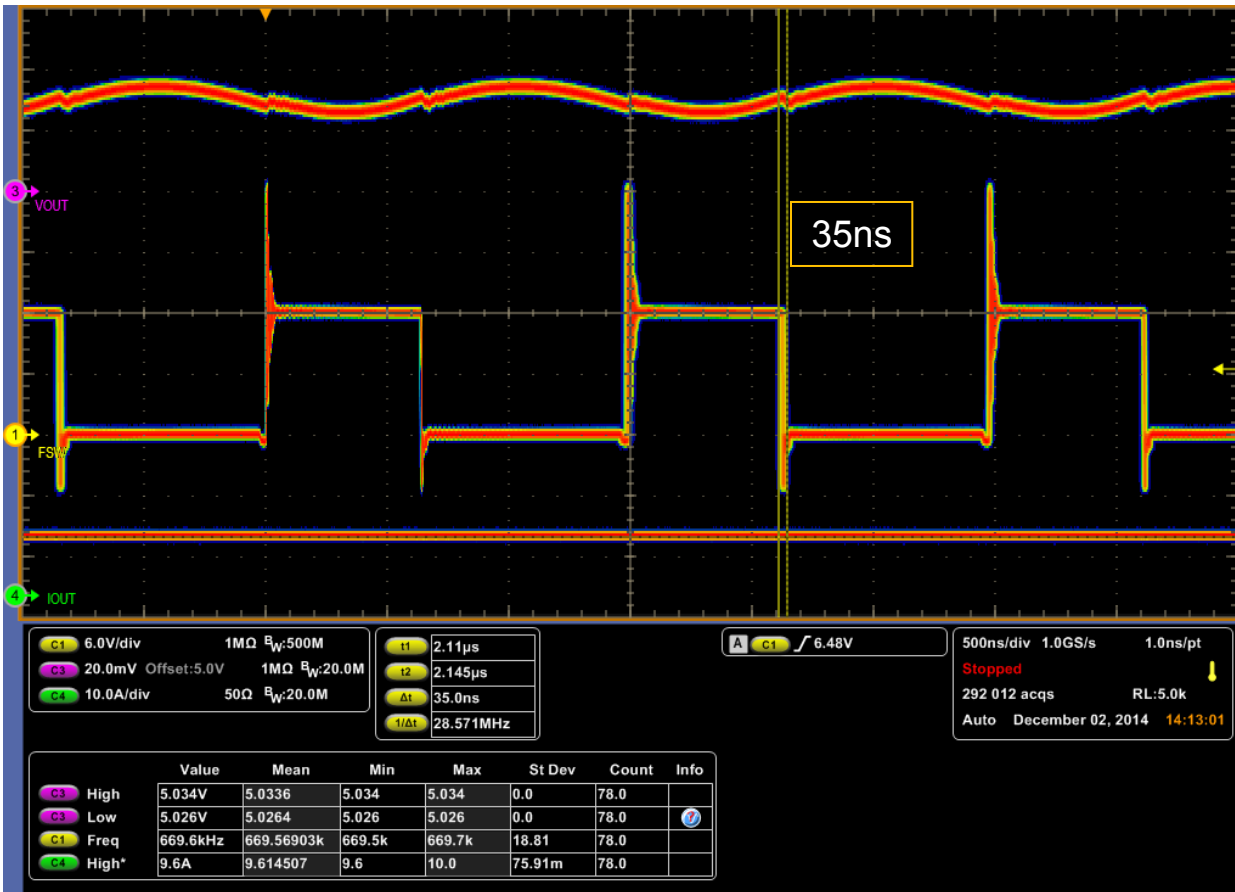 3
VOUT
35ns
1
FSW
4
IOUT
C1 6.0V/div 1MΩ BW:500M
C3 20.0mV Offset:5.0V 1MΩ BW:20.0M
C4 10.0A/div 50Ω BW:20.0M
t1 2.11µs
t2 2.145µs
Δt 35.0ns
1/Δt 28.571MHz
A C1 6.48V
500ns/div 1.0GS/s 1.0ns/pt
Stopped
292 012 acqs RL:5.0k
Auto December 02, 2014 14:13:01
Value Mean Min Max St Dev Count Info
C3 High 5.034V 5.0336 5.034 5.034 0.0 78.0
C3 Low 5.026V 5.0264 5.026 5.026 0.0 78.0
C1 Freq 669.6kHz 669.56903k 669.5k 669.7k 18.81 78.0
C4 High* 9.6A 9.614507 9.6 10.0 75.91m 78.0